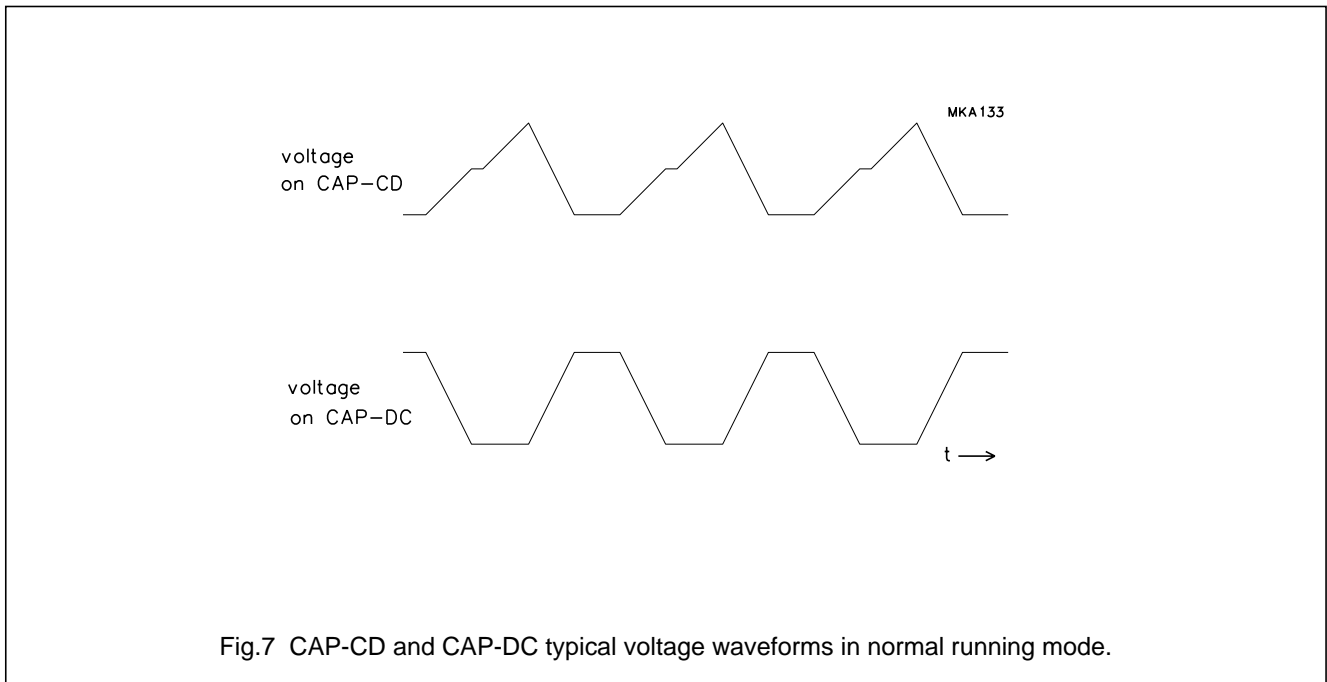 MKA133
voltage
on CAP-CD
voltage
on CAP-DC
t
Fig.7 CAP-CD and CAP-DC typical voltage waveforms in normal running mode.